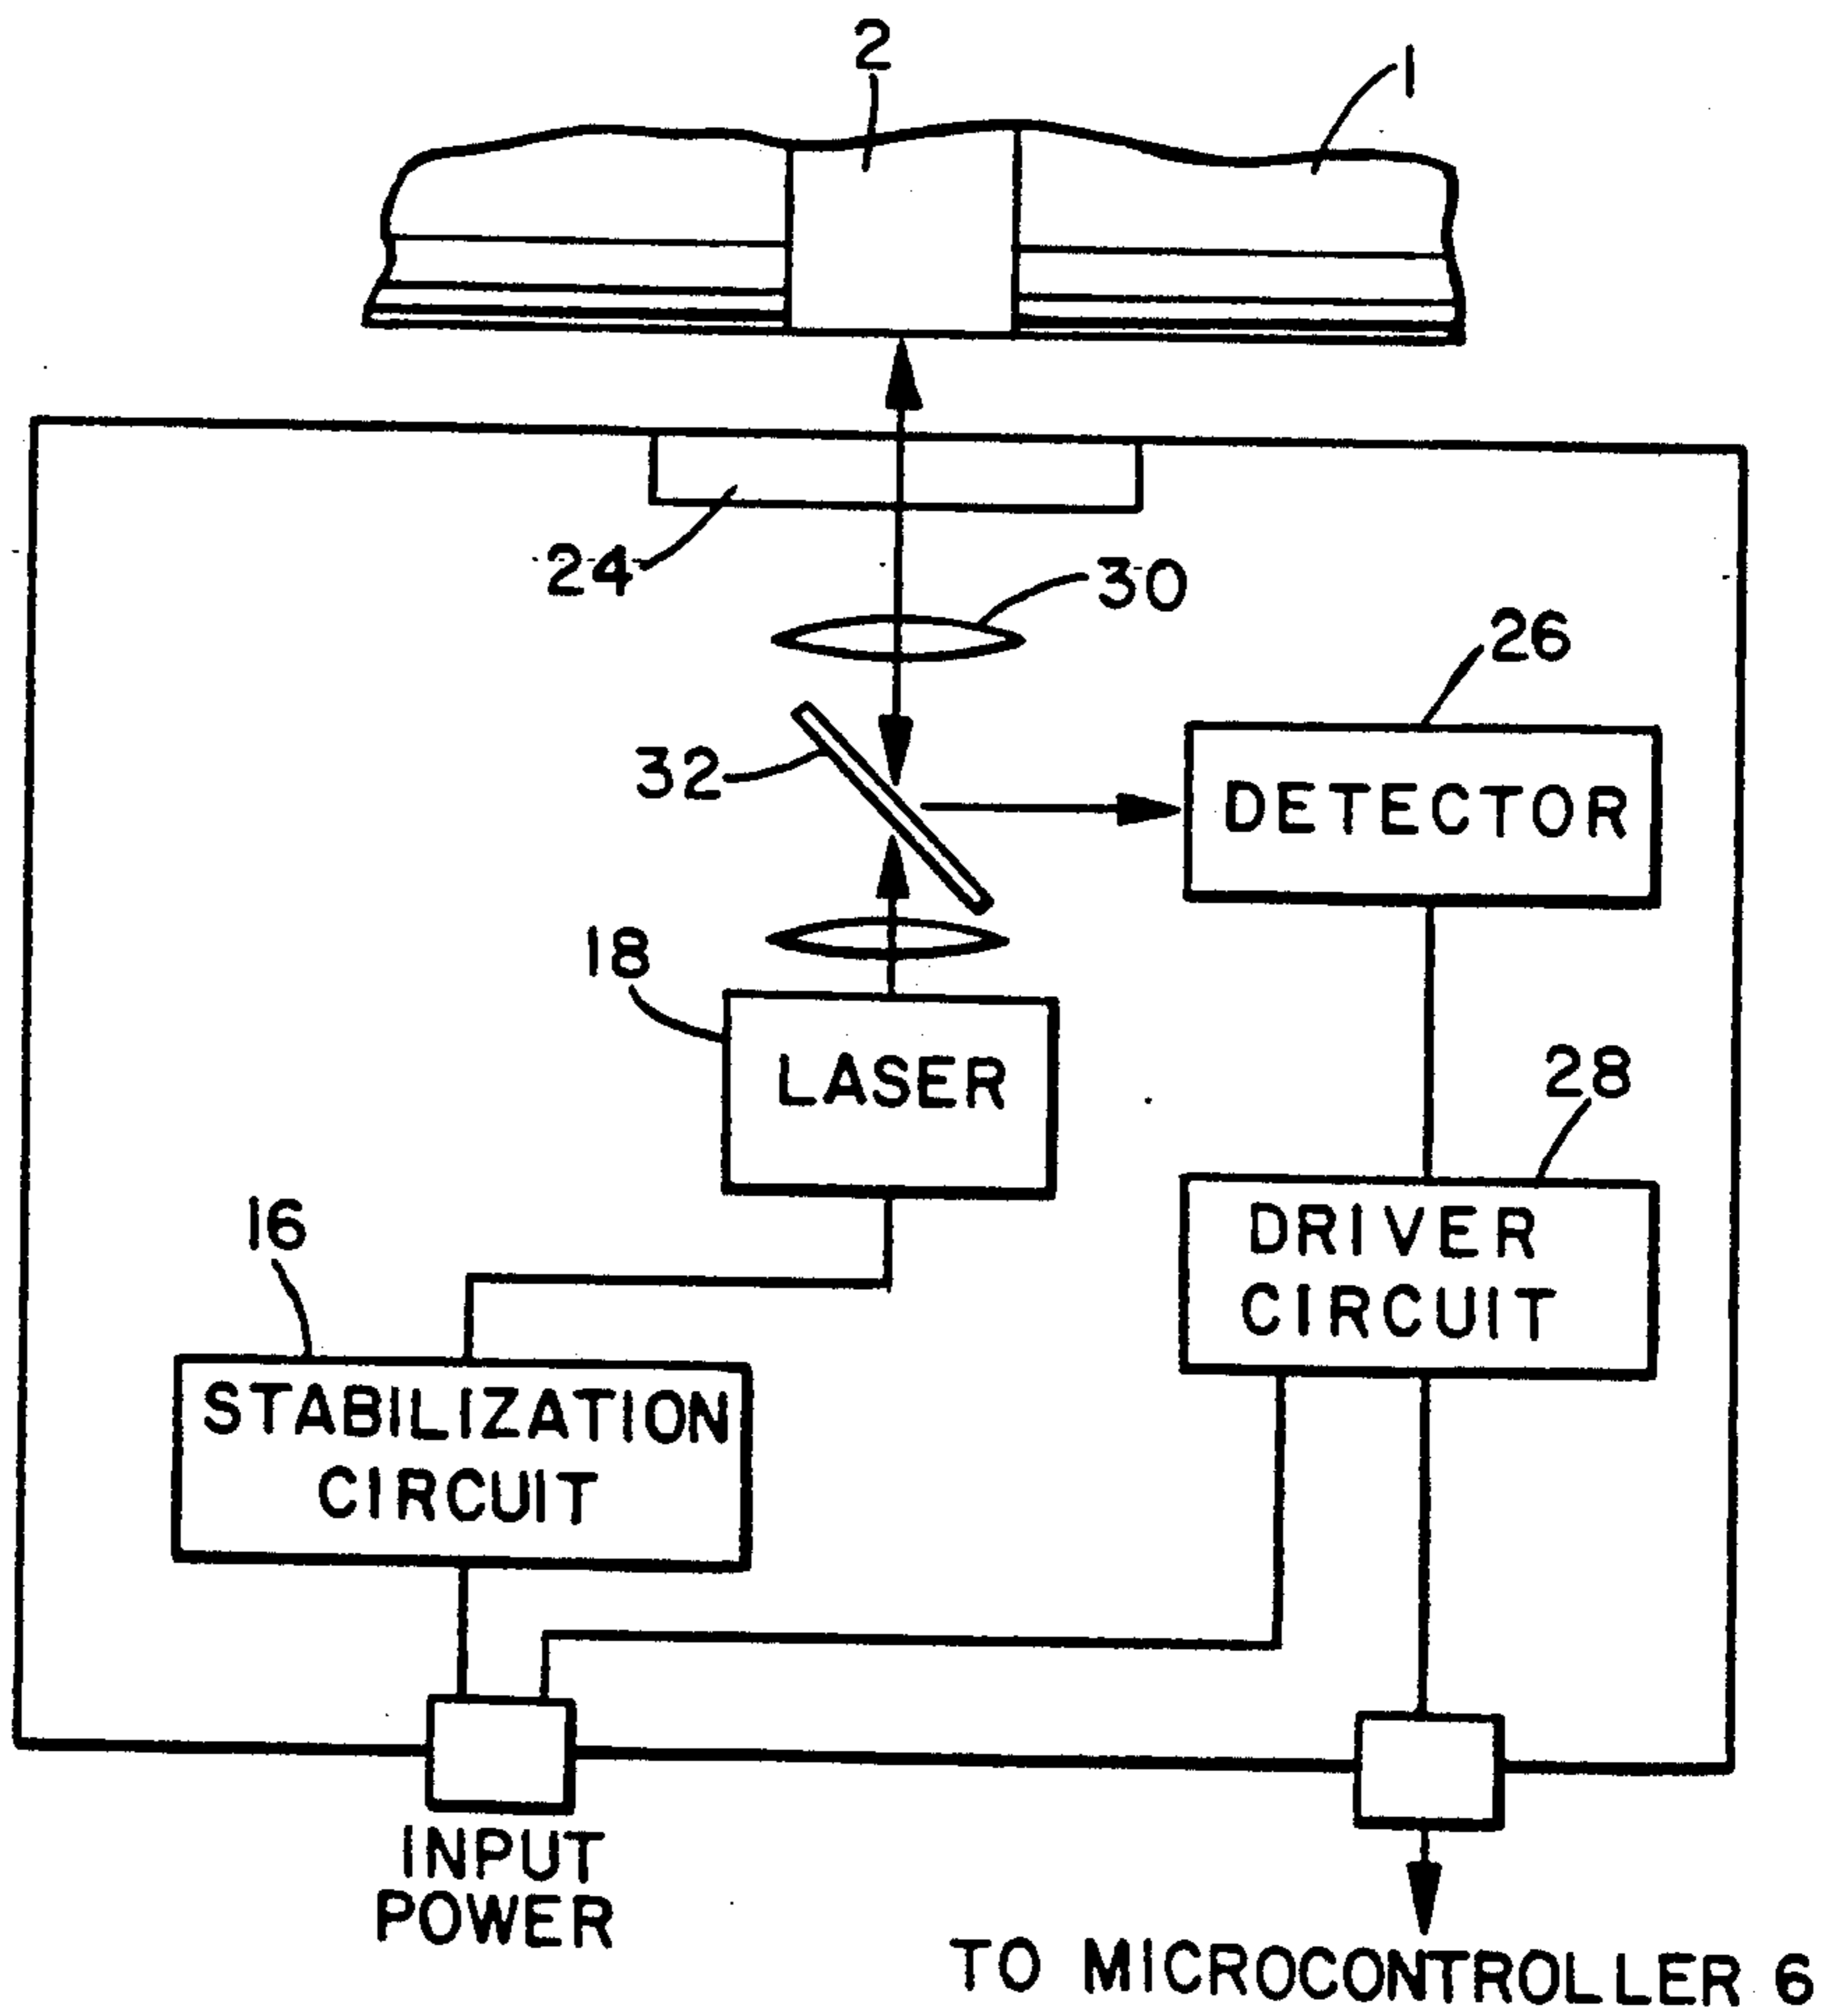 2
1
24
30
26
32
DETECTOR
18
LASER
28
16
DRIVER
CIRCUIT
STABILIZATION
CIRCUIT
INPUT
POWER
TO MICROCONTROLLER 6